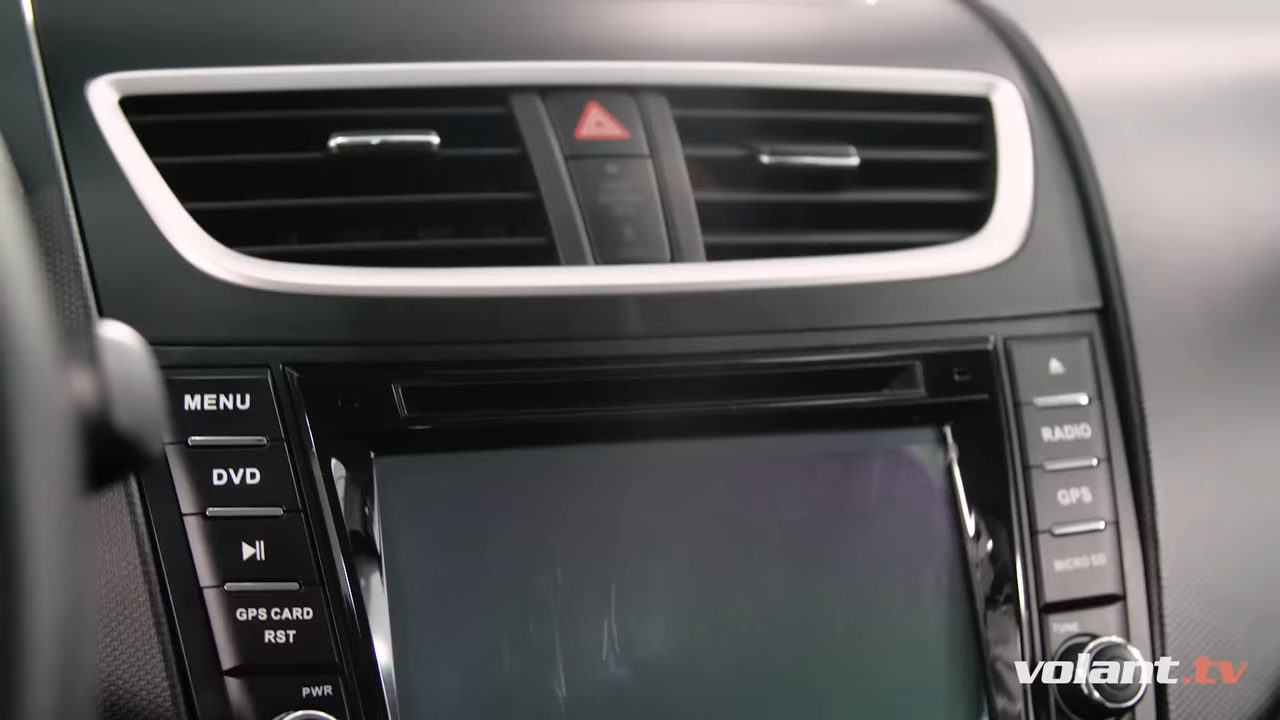 MENU
DVD
GPS CARD
RST
PWR
RADIO
GPS
MICRO SD
TUNE
volant.tv